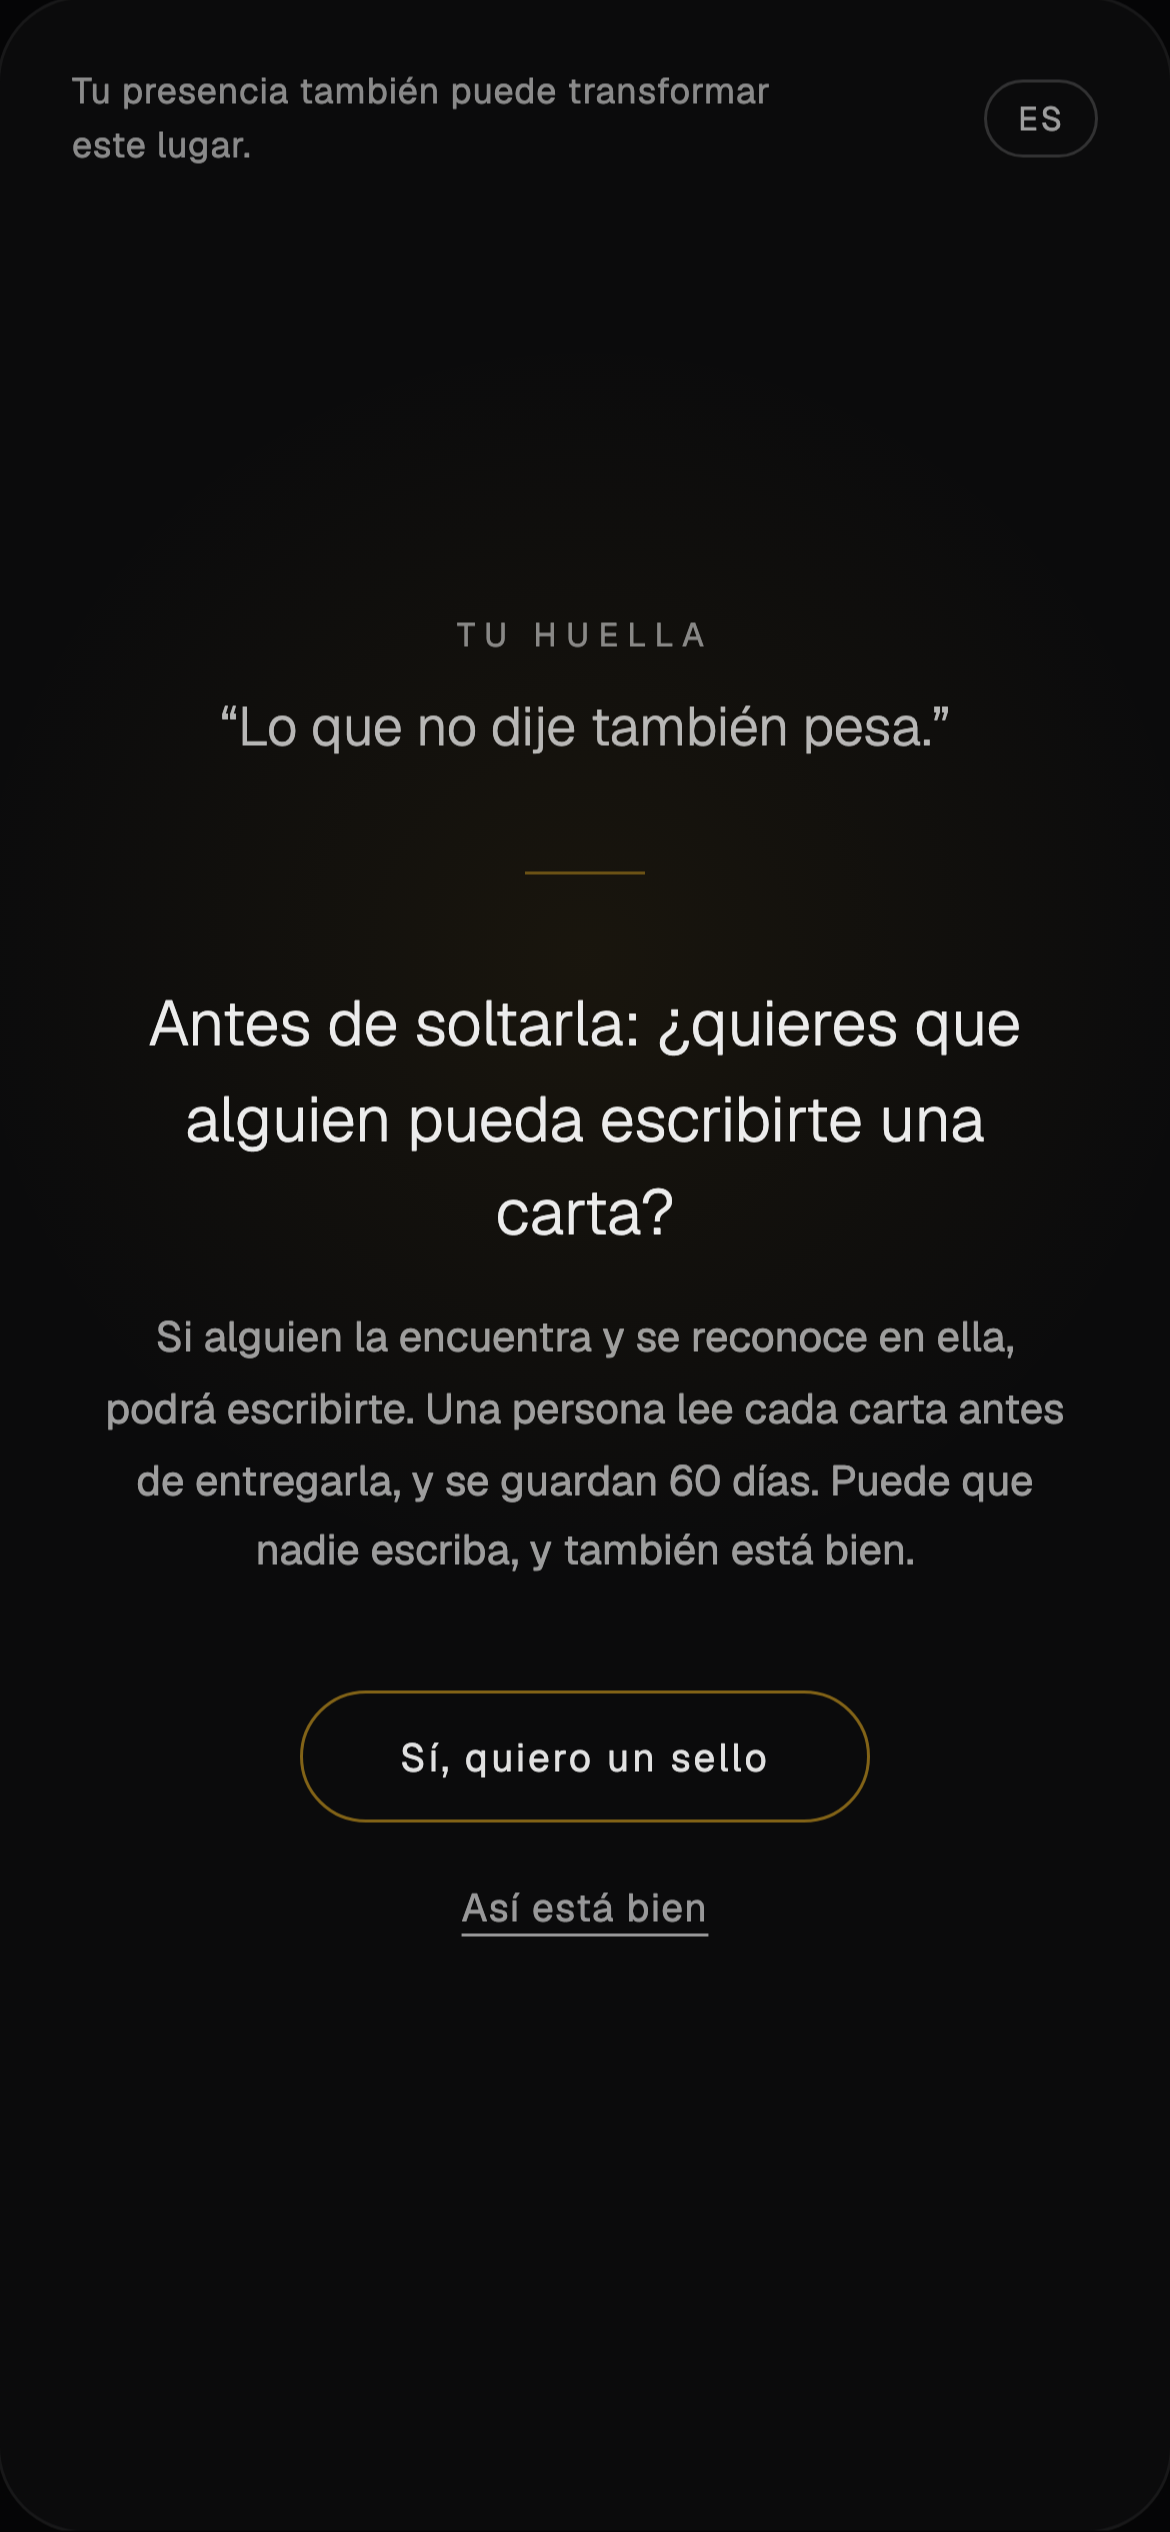 Tu presencia también puede transformar
este lugar.
ES
TU HUELLA
“Lo que no dije también pesa.”
Antes de soltarla: ¿quieres que
alguien pueda escribirte una
carta?
Si alguien la encuentra y se reconoce en ella,
podrá escribirte. Una persona lee cada carta antes
de entregarla, y se guardan 60 días. Puede que
nadie escriba, y también está bien.
Sí, quiero un sello
Así está bien